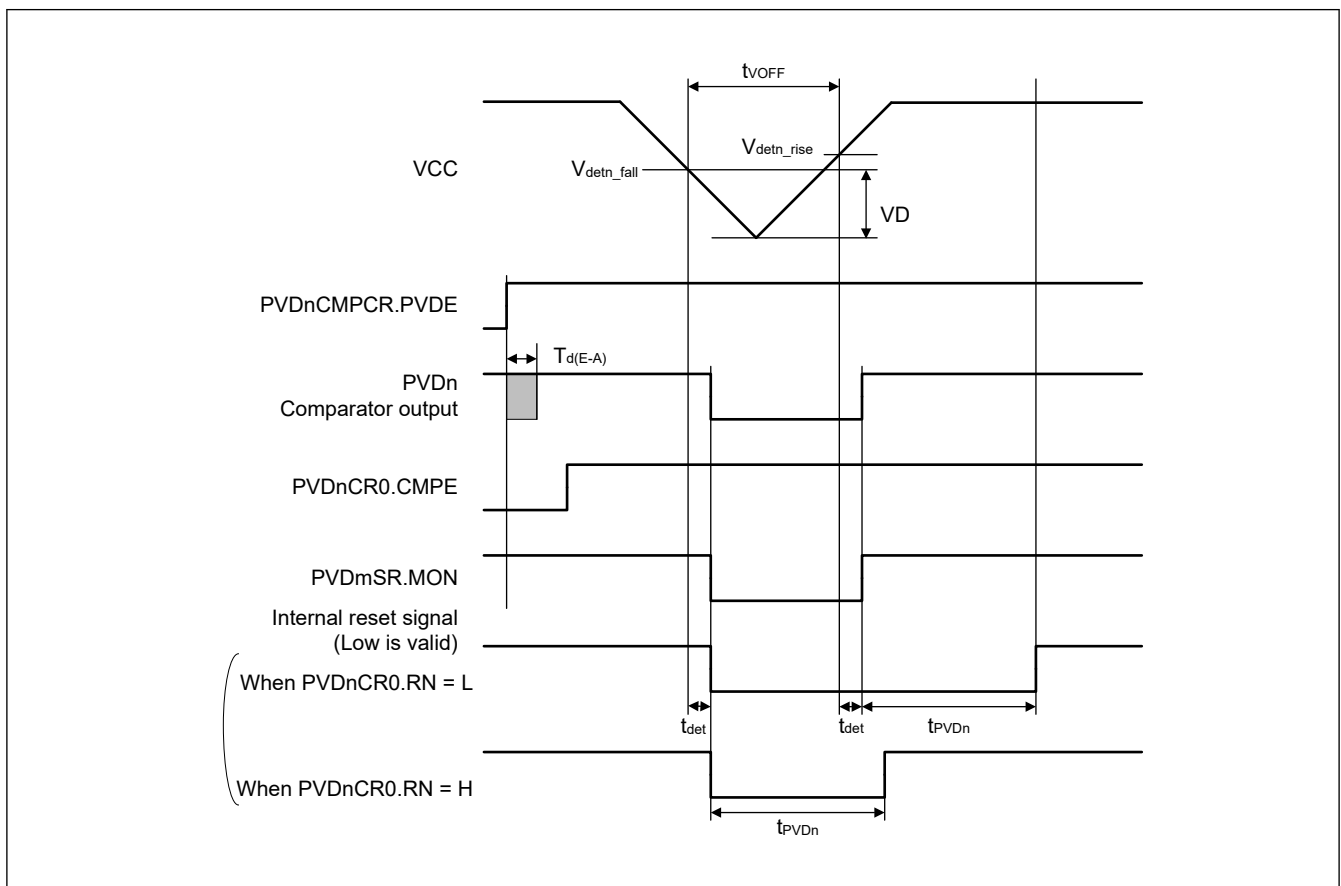 tVOFF
Vdetn_rise
VCC
Vdetn_fall
VD
PVDnCMPCR.PVDE
Td(E-A)
PVDn
Comparator output
PVDnCR0.CMPE
PVDmSR.MON
Internal reset signal
(Low is valid)
When PVDnCR0.RN = L
tdet
tdet
tPVDn
When PVDnCR0.RN = H
tPVDn